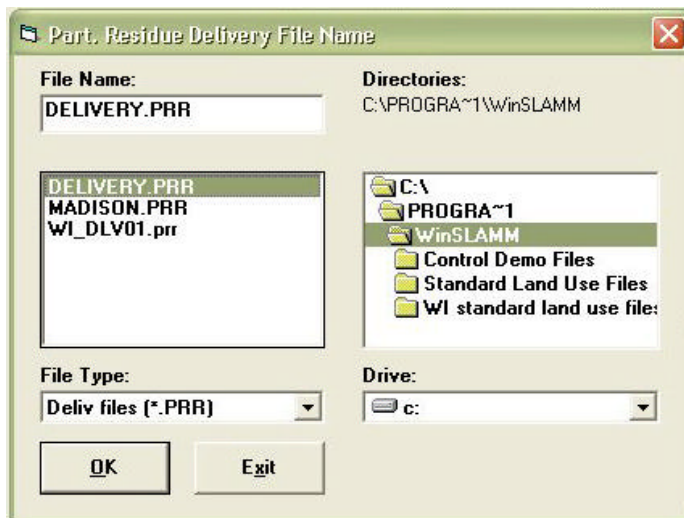 Part. Residue Delivery File Name
File Name:
DELIVERY.PRR
Directories:
C:\PROGRA~1\WinSLAMM
DELIVERY.PRR
MADISON.PRR
WI_DLV01.prr
C:\
PROGRA~1
WinSLAMM
Control Demo Files
Standard Land Use Files
WI standard land use files
File Type:
Deliv files (*.PRR)
Drive:
c:
OK
Exit